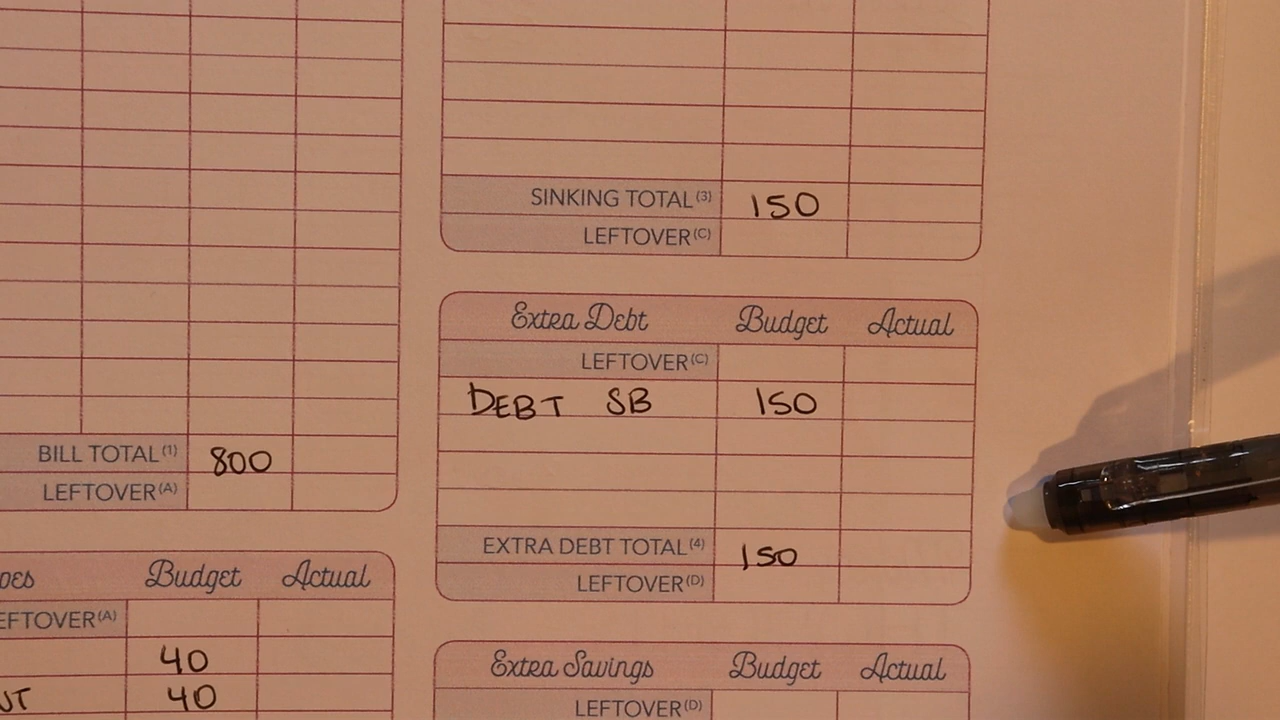 SINKING TOTAL(3) 150
LEFTOVER(C)
Extra Debt Budget Actual
LEFTOVER(C)
DEBT SB 150
EXTRA DEBT TOTAL(4) 150
LEFTOVER(D)
Extra Savings Budget Actual
LEFTOVER(D)
BILL TOTAL(1) 800
LEFTOVER(A)
Budget Actual
LEFTOVER(A)
40
40